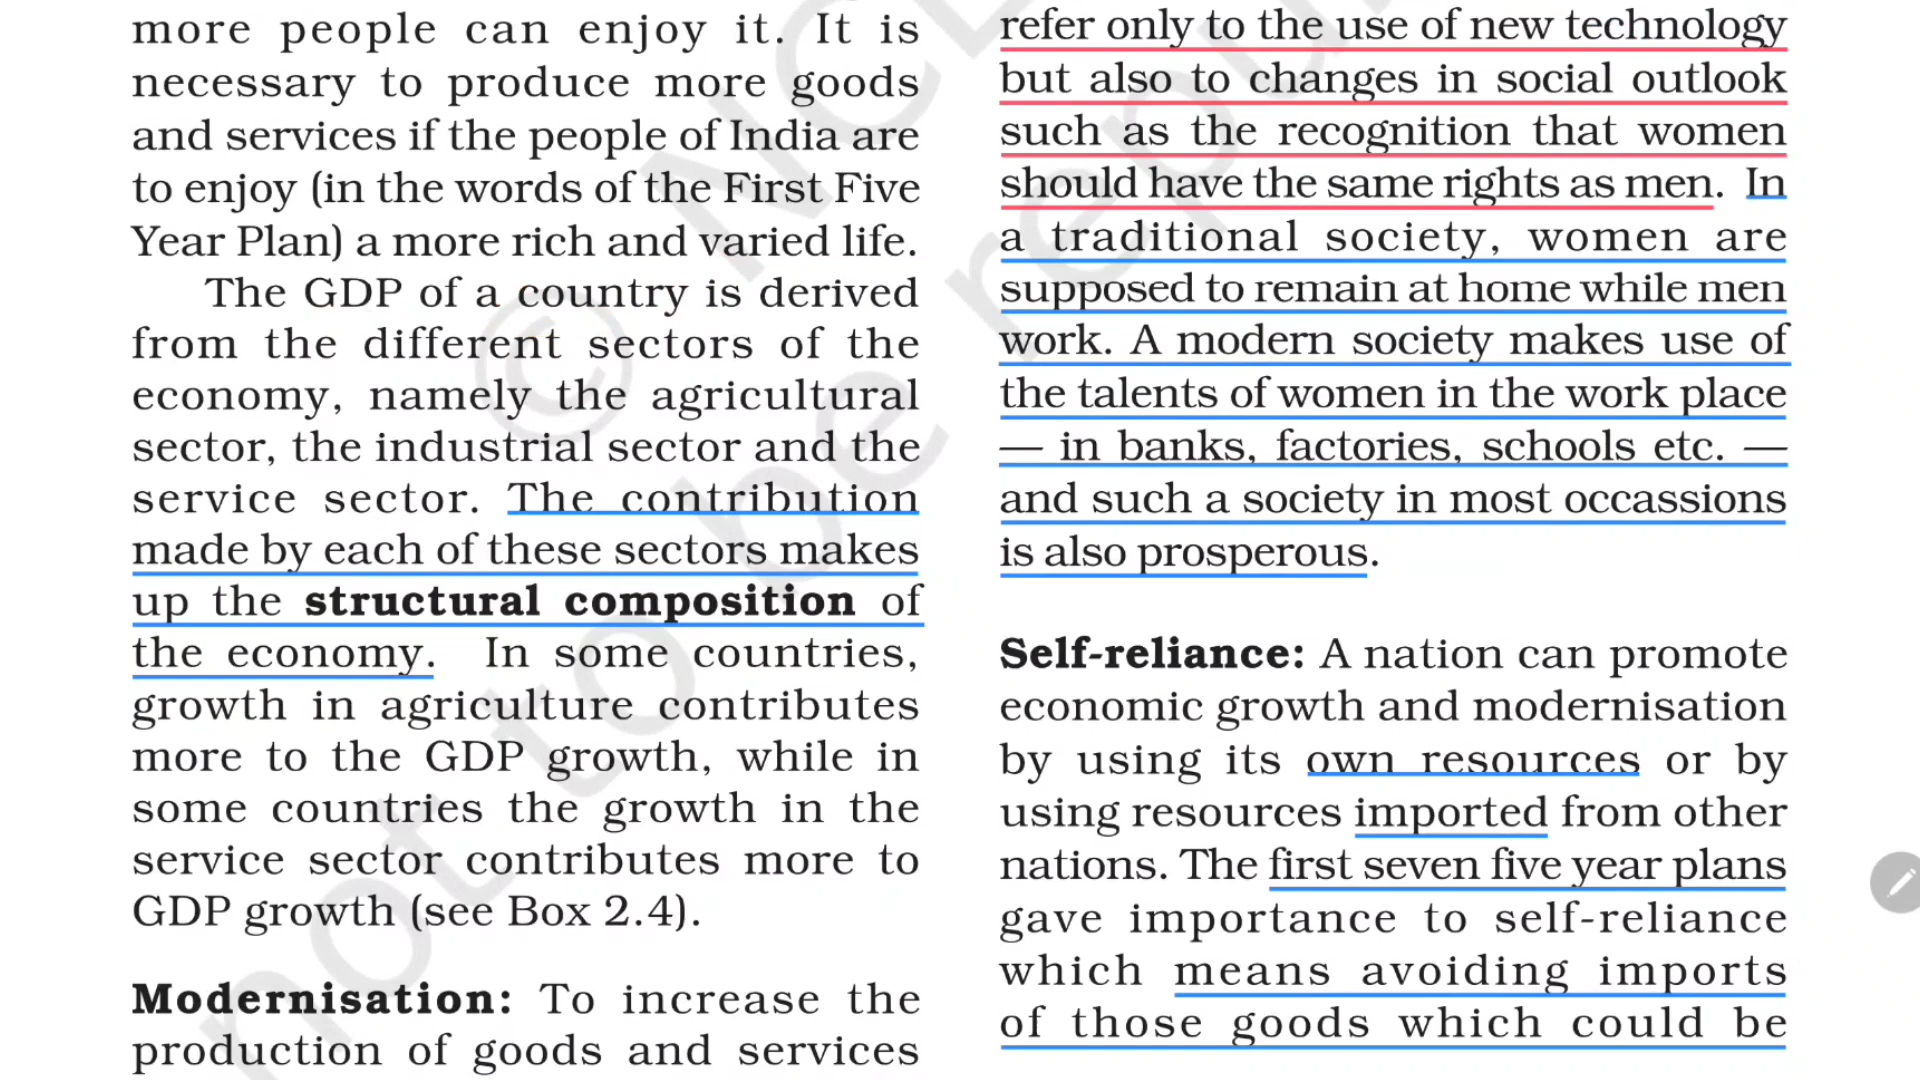 more people can enjoy it. It is
necessary to produce more goods
and services if the people of India are
to enjoy (in the words of the First Five
Year Plan) a more rich and varied life.
The GDP of a country is derived
from the different sectors of the
economy, namely the agricultural
sector, the industrial sector and the
service sector. The contribution
made by each of these sectors makes
up the structural composition of
the economy. In some countries,
growth in agriculture contributes
more to the GDP growth, while in
some countries the growth in the
service sector contributes more to
GDP growth (see Box 2.4).
Modernisation: To increase the
production of goods and services
refer only to the use of new technology
but also to changes in social outlook
such as the recognition that women
should have the same rights as men. In
a traditional society, women are
supposed to remain at home while men
work. A modern society makes use of
the talents of women in the work place
— in banks, factories, schools etc. —
and such a society in most occassions
is also prosperous.
Self-reliance: A nation can promote
economic growth and modernisation
by using its own resources or by
using resources imported from other
nations. The first seven five year plans
gave importance to self-reliance
which means avoiding imports
of those goods which could be
not to be